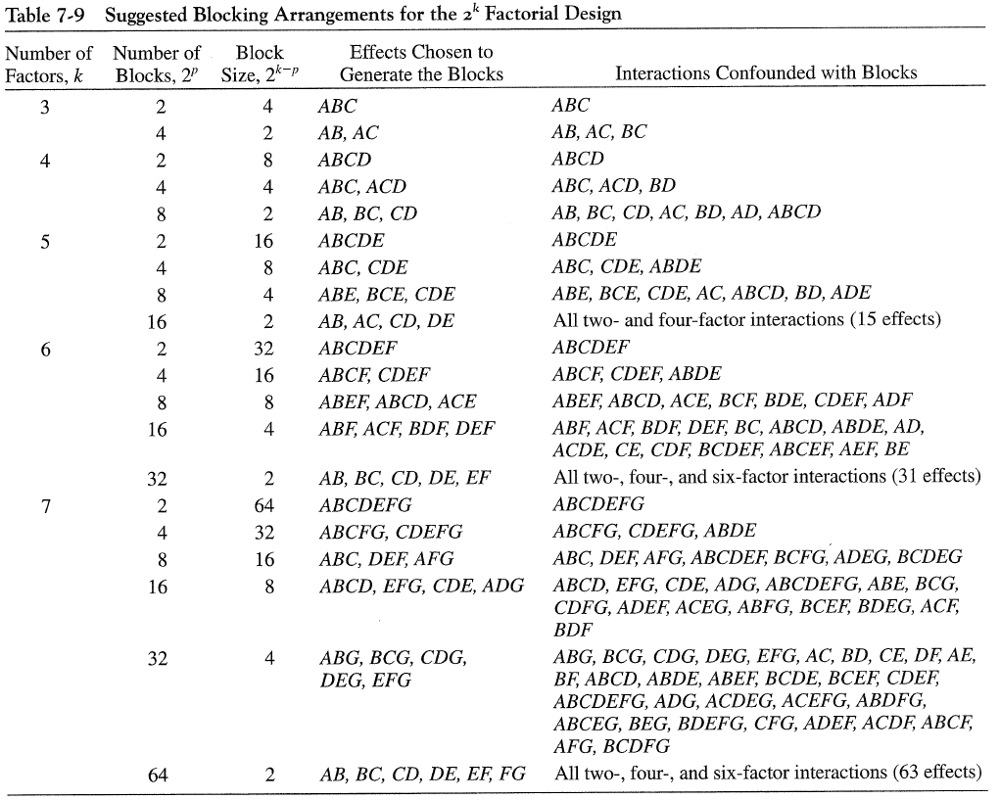 Table 7-9 Suggested Blocking Arrangements for the 2^k Factorial Design
Number of Factors, k | Number of Blocks, 2^p | Block Size, 2^k−p | Effects Chosen to Generate the Blocks | Interactions Confounded with Blocks
3 2 4 ABC ABC
4 2 AB, AC AB, AC, BC
4 2 8 ABCD ABCD
4 4 ABC, ACD ABC, ACD, BD
8 2 AB, BC, CD AB, BC, CD, AC, BD, AD, ABCD
5 2 16 ABCDE ABCDE
4 8 ABC, CDE ABC, CDE, ABDE
8 4 ABE, BCE, CDE ABE, BCE, CDE, AC, ABCD, BD, ADE
16 2 AB, AC, CD, DE All two- and four-factor interactions (15 effects)
6 2 32 ABCDEF ABCDEF
4 16 ABCF, CDEF ABCF, CDEF, ABDE
8 8 ABEF, ABCD, ACE ABEF, ABCD, ACE, BCF, BDE, CDEF, ADF
16 4 ABF, ACF, BDF, DEF ABF, ACF, BDF, DEF, BC, ABCD, ABDE, AD,
ACDE, CE, CDF, BCDEF, ABCEF, AEF, BE
32 2 AB, BC, CD, DE, EF All two-, four-, and six-factor interactions (31 effects)
7 2 64 ABCDEFG ABCDEFG
4 32 ABCFG, CDEFG ABCFG, CDEFG, ABDE
8 16 ABC, DEF, AFG ABC, DEF, AFG, ABCDEF, BCFG, ADEG, BCDEG
16 8 ABCD, EFG, CDE, ADG ABCD, EFG, CDE, ADG, ABCDEFG, ABE, BCG,
CDFG, ADEF, ACEG, ABFG, BCEF, BDEG, ACF,
BDF
32 4 ABG, BCG, CDG, ABG, BCG, CDG, DEG, EFG, AC, BD, CE, DF, AE,
DEG, EFG BF, ABCD, ABDE, ABEF, BCDE, BCEF, CDEF,
ABCDEFG, ADG, ACDEG, ACEFG, ABDFG,
ABCEG, BEG, BDEFG, CFG, ADEF, ACDF, ABCF,
AFG, BCDFG
64 2 AB, BC, CD, DE, EF, FG All two-, four-, and six-factor interactions (63 effects)